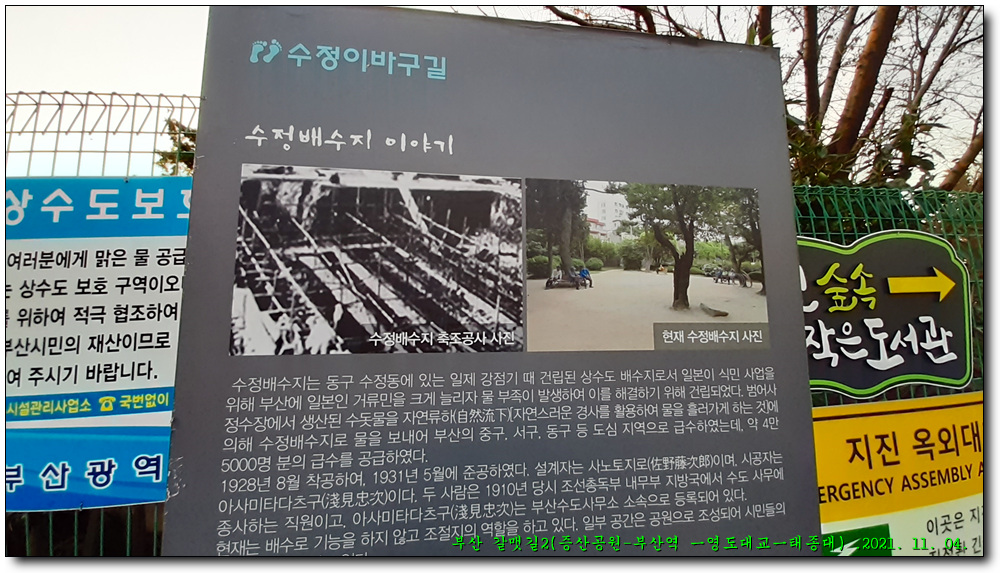 수정이바구길
수정배수지 이야기
수정배수지 축조공사 사진
현재 수정배수지 사진
수정배수지는 동구 수정동에 있는 일제 강점기 때 건립된 상수도 배수지로서 일본이 식민 사업을
위해 부산에 일본인 거류민을 크게 늘리자 물 부족이 발생하여 이를 해결하기 위해 건립되었다. 범어사
정수장에서 생산된 수돗물을 자연류하(自然流下)[자연스러운 경사를 활용하여 물을 흘러가게 하는 것]에
의해 수정배수지로 물을 보내어 부산의 중구, 서구, 동구 등 도심 지역으로 급수하였는데, 약 4만
5000명 분의 급수를 공급하였다.
1928년 8월 착공하여, 1931년 5월에 준공하였다. 설계자는 사노토지로(佐野藤次郎)이며, 시공자는
아사미타다츠구(淺見忠次)이다. 두 사람은 1910년 당시 조선총독부 내무부 지방국에서 수도 사무에
종사하는 직원이고, 아사미타다츠구(淺見忠次)는 부산수도사무소 소속으로 등록되어 있다.
현재는 배수로 기능을 하지 않고 조절지의 역할을 하고 있다. 일부 공간은 공원으로 조성되어 시민들의
상수도보호
여러분에게 맑은 물 공급
는 상수도 보호 구역이오니
위하여 적극 협조하여
부산시민의 재산이므로
여 주시기 바랍니다.
시설관리사업소 ☎ 국번없이
부산광역
숲속
작은도서관
지진 옥외대
ERGENCY ASSEMBLY A
이곳은 지진
부산 갈맷길2(증산공원-부산역 -영도대교-태종대) 2021. 11. 04